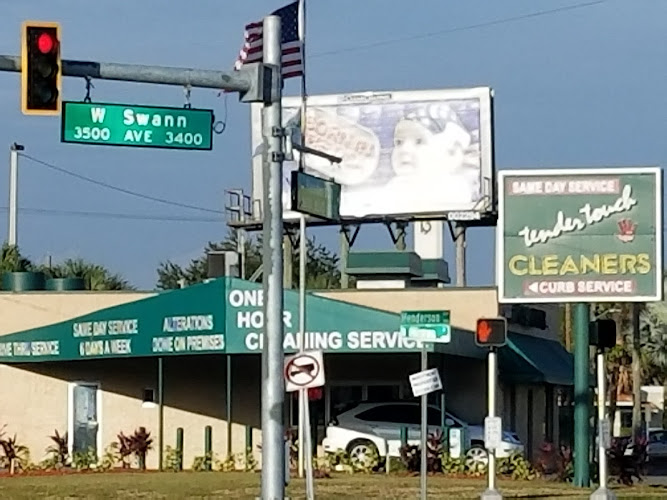 W Swann
3500 AVE 3400
SAME DAY SERVICE
tender touch
CLEANERS
CURB SERVICE
ONE
HOUR
CLEANING SERVICE
ALTERATIONS
DONE ON PREMISES
SAME DAY SERVICE
6 DAYS A WEEK
DRIVE THRU SERVICE
Henderson